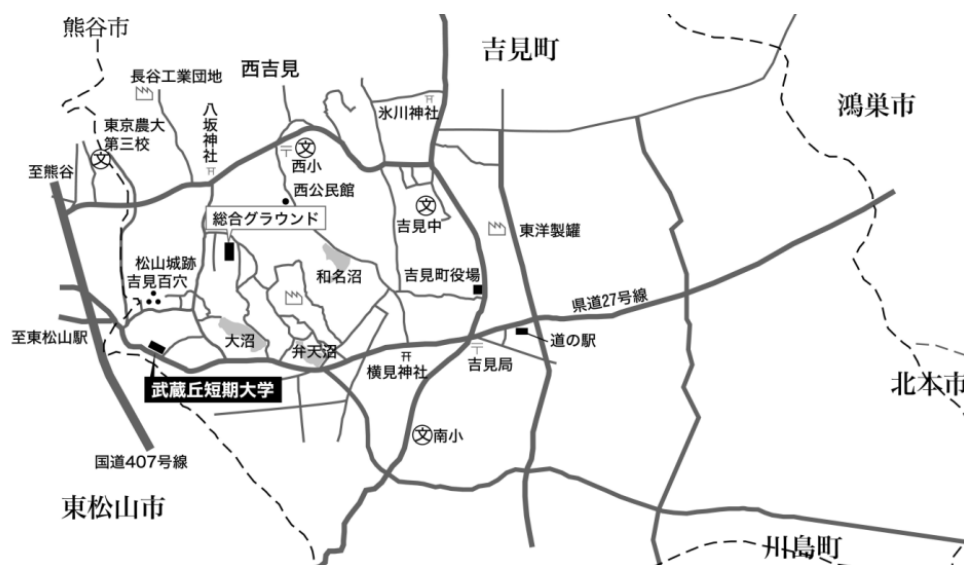 熊谷市
吉見町
西吉見
長谷工業団地
鴻巣市
八坂神社
氷川神社
東京農大
第三校
文
文
西小
至熊谷
西公民館
文
吉見中
総合グラウンド
東洋製罐
松山城跡
吉見百穴
和名沼
吉見町役場
県道27号線
至東松山駅
大沼
弁天沼
横見神社
吉見局
道の駅
武蔵丘短期大学
北本市
文
南小
国道407号線
東松山市
川島町